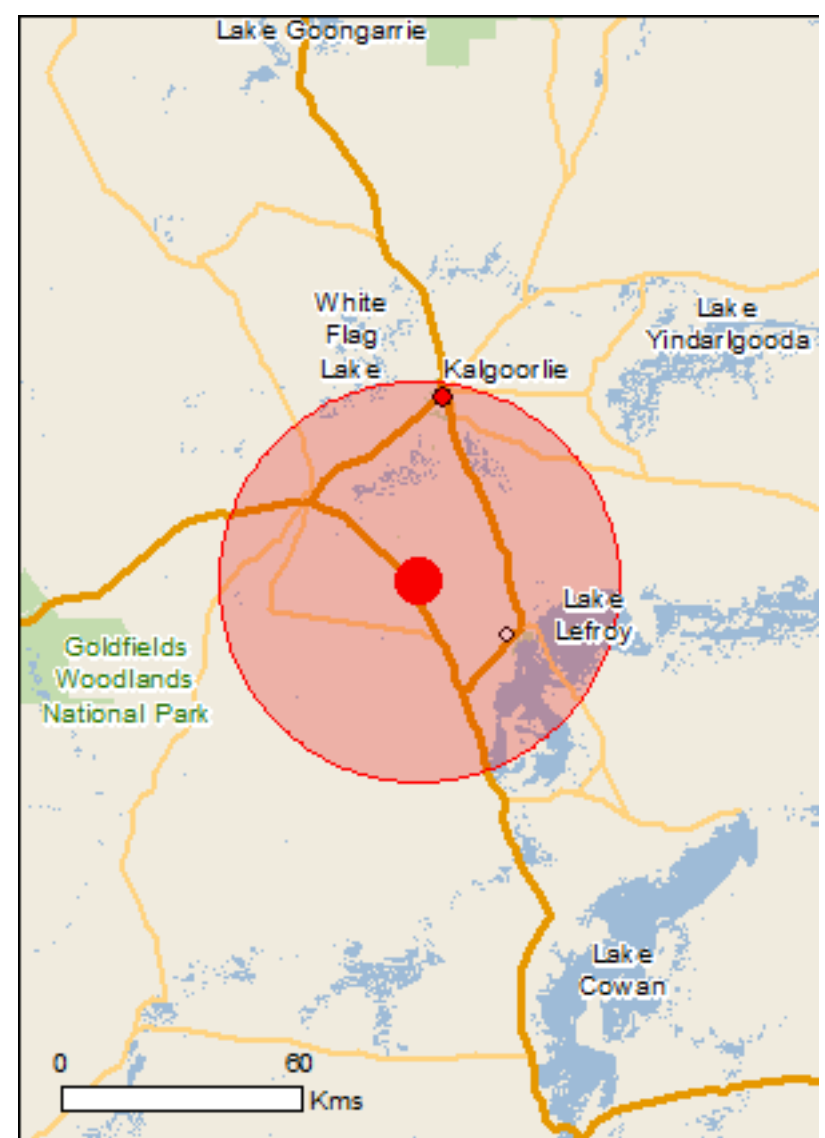 Lake Goongarrie
White
Flag
Lake
Kalgoorlie
Lake
Yindarlgooda
Lake
Lefroy
Goldfields
Woodlands
National Park
Lake
Cowan
0 60
Kms